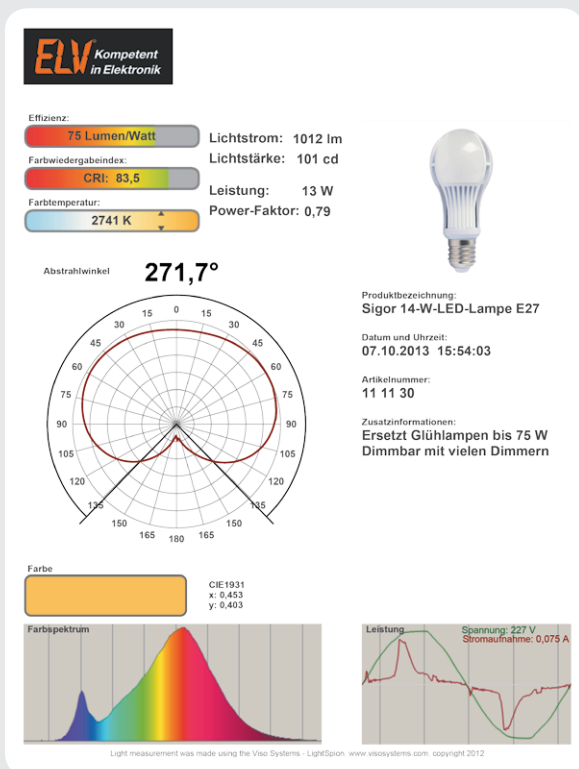 ELV Kompetent
in Elektronik
Effizienz:
75 Lumen/Watt
Farbwiedergabeindex:
CRI: 83,5
Farbtemperatur:
2741 K
Lichtstrom: 1012 lm
Lichtstärke: 101 cd
Leistung: 13 W
Power-Faktor: 0,79
Abstrahlwinkel 271,7°
0
15 15
30 30
45 45
60 60
75 75
90 90
105 105
120 120
135 135
150 150
165 165
180
Produktbezeichnung:
Sigor 14-W-LED-Lampe E27
Datum und Uhrzeit:
07.10.2013 15:54:03
Artikelnummer:
11 11 30
Zusatzinformationen:
Ersetzt Glühlampen bis 75 W
Dimmbar mit vielen Dimmern
Farbe
CIE1931
x: 0,453
y: 0,403
Farbspektrum
Leistung
Spannung: 227 V
Stromaufnahme: 0,075 A
Light measurement was made using the Viso Systems - LightSpion www.visosystems.com copyright 2012